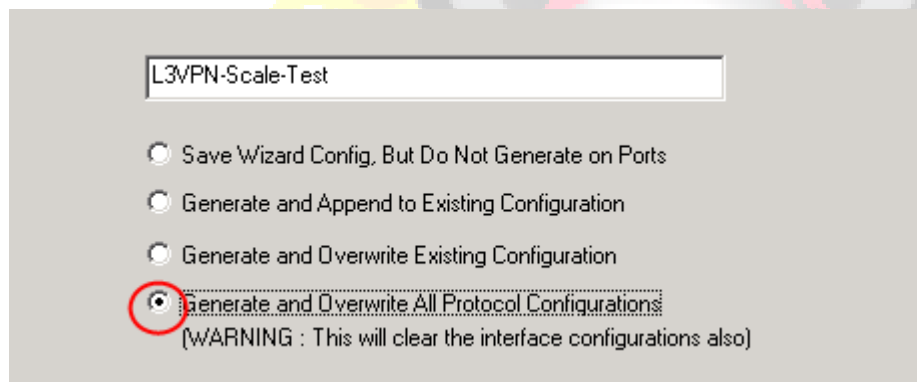 L3VPN-Scale-Test
Save Wizard Config, But Do Not Generate on Ports
Generate and Append to Existing Configuration
Generate and Overwrite Existing Configuration
Generate and Overwrite All Protocol Configurations
(WARNING : This will clear the interface configurations also)